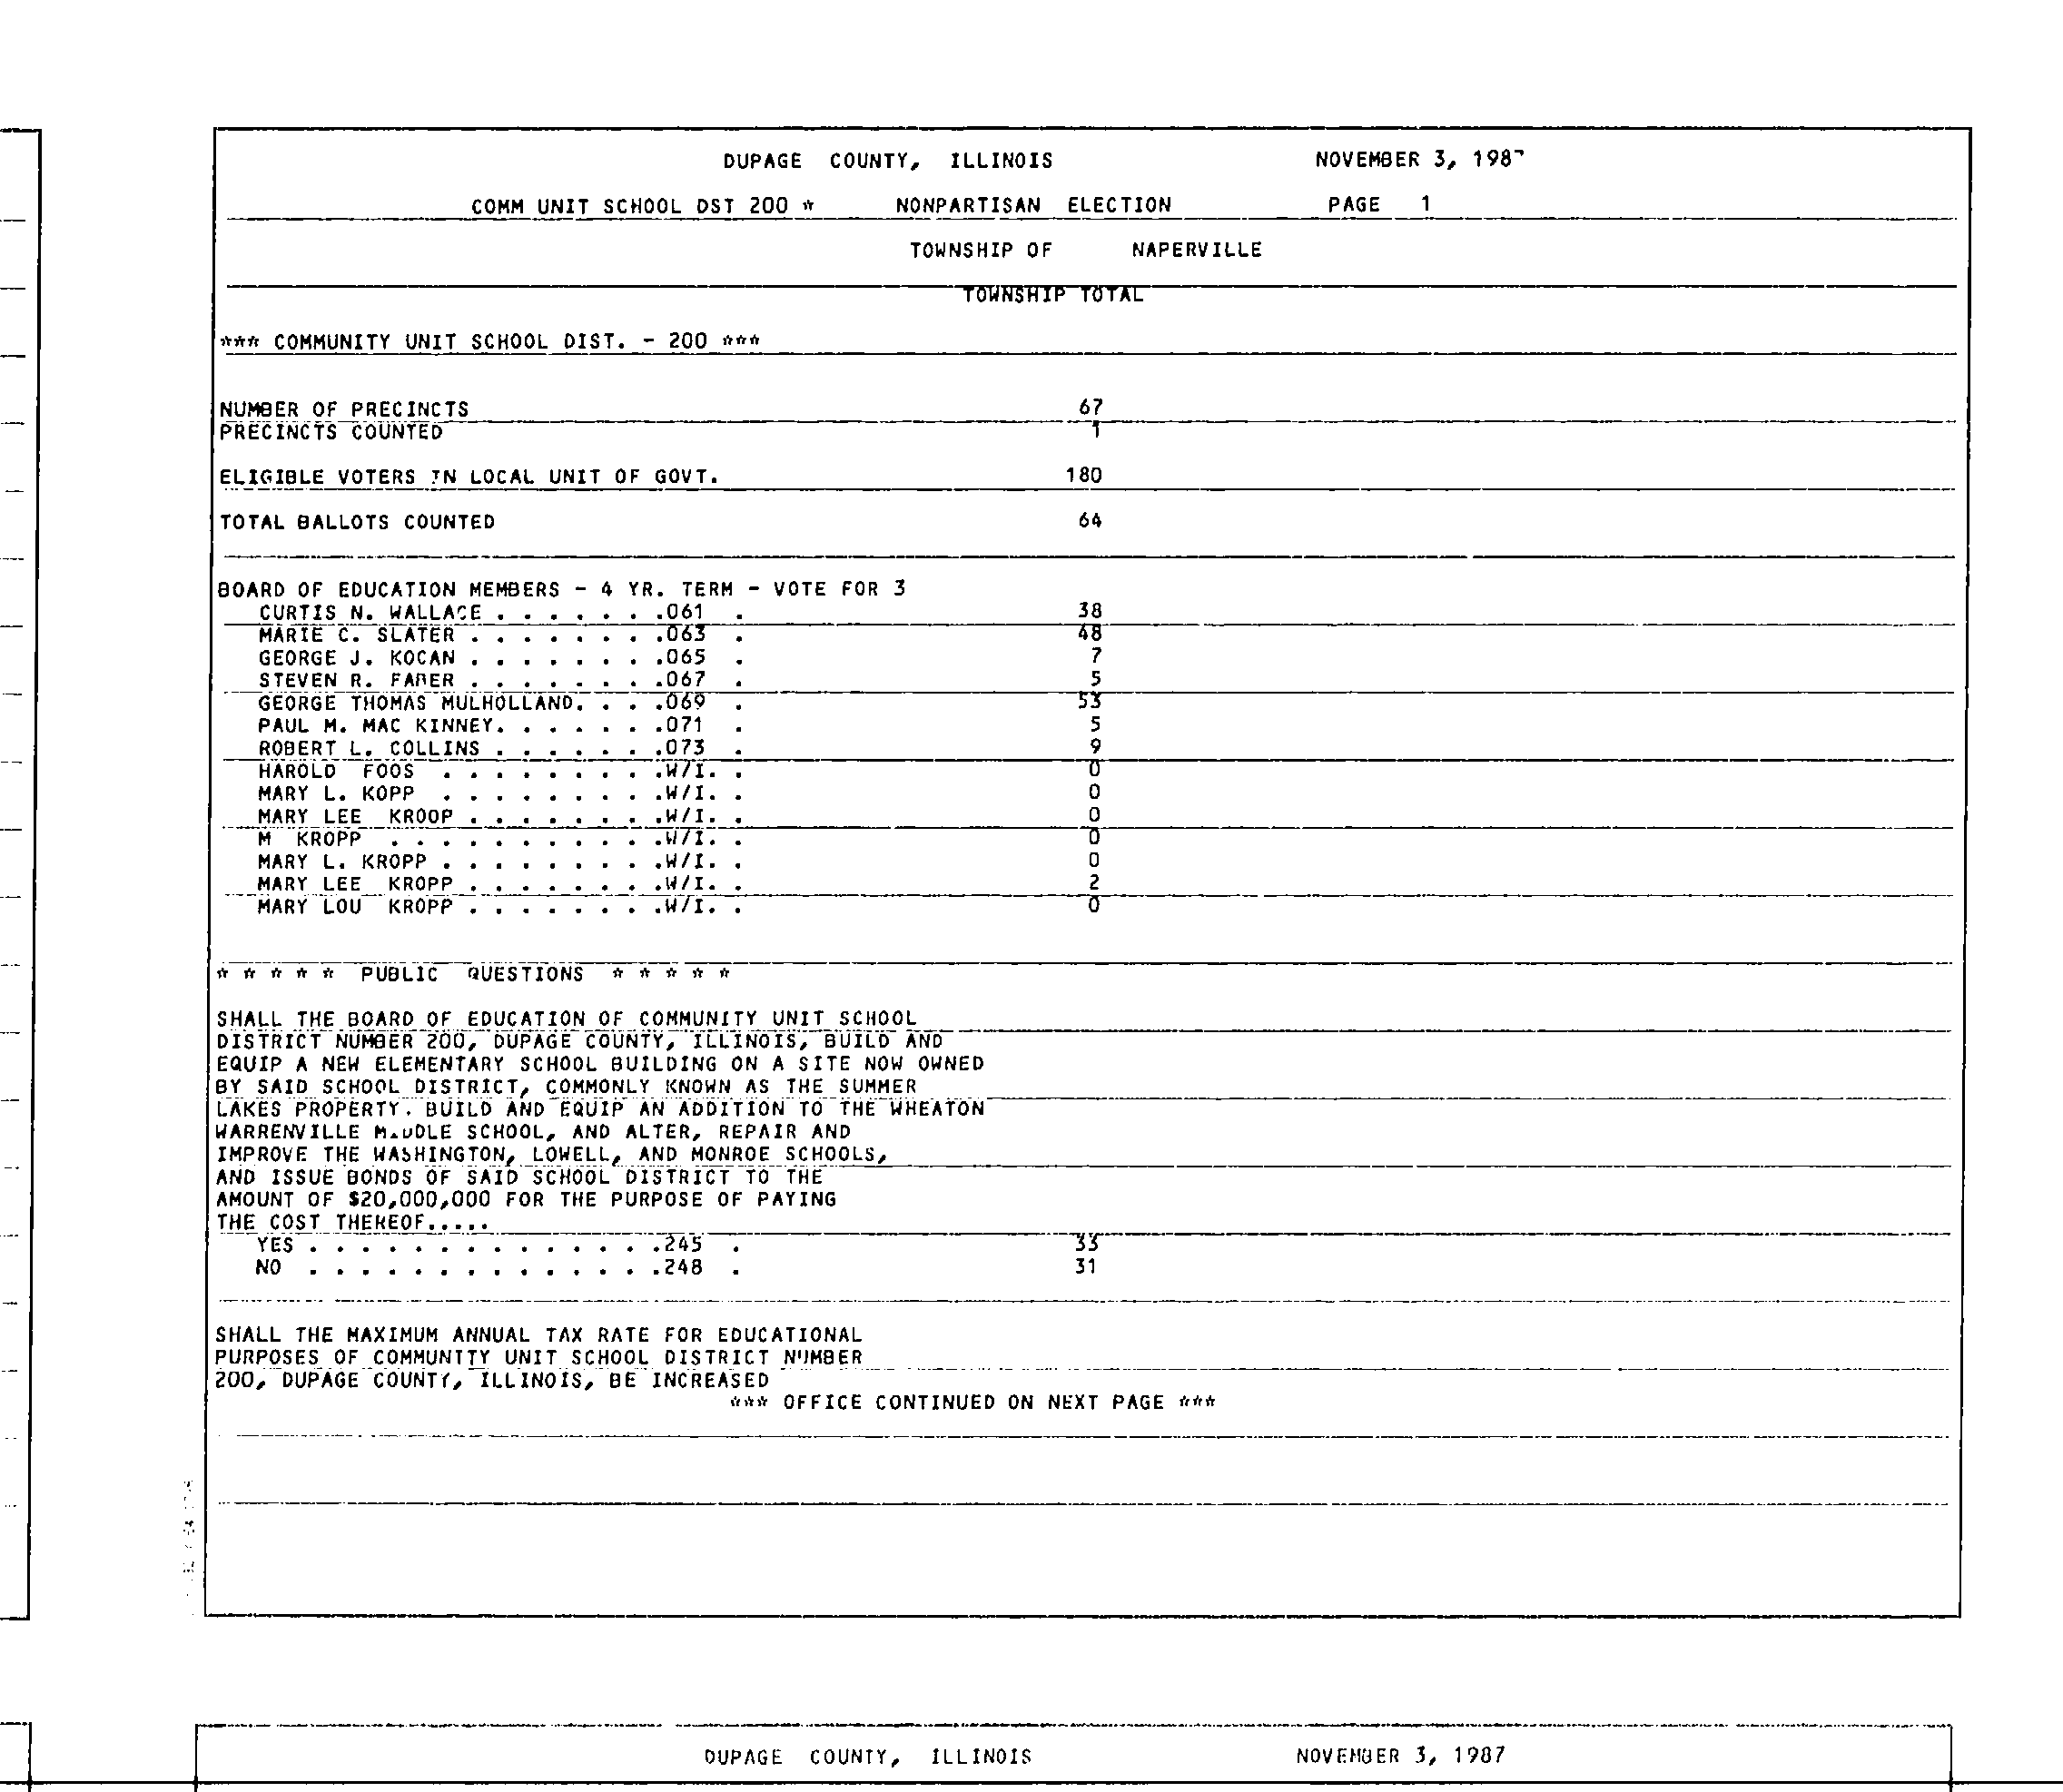 DUPAGE COUNTY, ILLINOIS NOVEMBER 3, 1987
COMM UNIT SCHOOL DST 200 * NONPARTISAN ELECTION PAGE 1
TOWNSHIP OF NAPERVILLE
TOWNSHIP TOTAL
*** COMMUNITY UNIT SCHOOL DIST. - 200 ***
NUMBER OF PRECINCTS 67
PRECINCTS COUNTED 1
ELIGIBLE VOTERS IN LOCAL UNIT OF GOVT. 180
TOTAL BALLOTS COUNTED 64
BOARD OF EDUCATION MEMBERS - 4 YR. TERM - VOTE FOR 3
CURTIS N. WALLACE . . . . . . .061 . 38
MARIE C. SLATER . . . . . . . .063 . 48
GEORGE J. KOCAN . . . . . . . .065 . 7
STEVEN R. FABER . . . . . . . .067 . 5
GEORGE THOMAS MULHOLLAND. . . .069 . 53
PAUL M. MAC KINNEY. . . . . . .071 . 5
ROBERT L. COLLINS . . . . . . .073 . 9
HAROLD FOOS . . . . . . . . .W/I. . 0
MARY L. KOPP . . . . . . . . .W/I. . 0
MARY LEE KROOP . . . . . . . .W/I. . 0
M KROPP . . . . . . . . . . .W/I. . 0
MARY L. KROPP . . . . . . . . .W/I. . 0
MARY LEE KROPP . . . . . . . .W/I. . 2
MARY LOU KROPP . . . . . . . .W/I. . 0
* * * * * PUBLIC QUESTIONS * * * * *
SHALL THE BOARD OF EDUCATION OF COMMUNITY UNIT SCHOOL
DISTRICT NUMBER 200, DUPAGE COUNTY, ILLINOIS, BUILD AND
EQUIP A NEW ELEMENTARY SCHOOL BUILDING ON A SITE NOW OWNED
BY SAID SCHOOL DISTRICT, COMMONLY KNOWN AS THE SUMMER
LAKES PROPERTY. BUILD AND EQUIP AN ADDITION TO THE WHEATON
WARRENVILLE MIDDLE SCHOOL, AND ALTER, REPAIR AND
IMPROVE THE WASHINGTON, LOWELL, AND MONROE SCHOOLS,
AND ISSUE BONDS OF SAID SCHOOL DISTRICT TO THE
AMOUNT OF $20,000,000 FOR THE PURPOSE OF PAYING
THE COST THEREOF.....
YES . . . . . . . . . . . . . .245 . 33
NO . . . . . . . . . . . . . .248 . 31
SHALL THE MAXIMUM ANNUAL TAX RATE FOR EDUCATIONAL
PURPOSES OF COMMUNITY UNIT SCHOOL DISTRICT NUMBER
200, DUPAGE COUNTY, ILLINOIS, BE INCREASED
*** OFFICE CONTINUED ON NEXT PAGE ***
DUPAGE COUNTY, ILLINOIS NOVEMBER 3, 1987